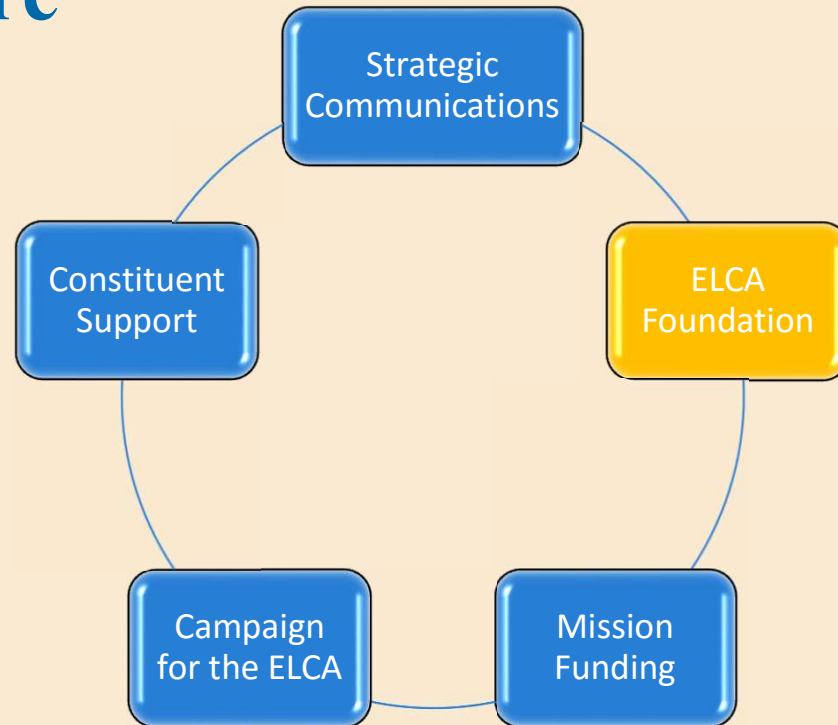 Strategic
Communications
ELCA
Foundation
Mission
Funding
Campaign
for the ELCA
Constituent
Support